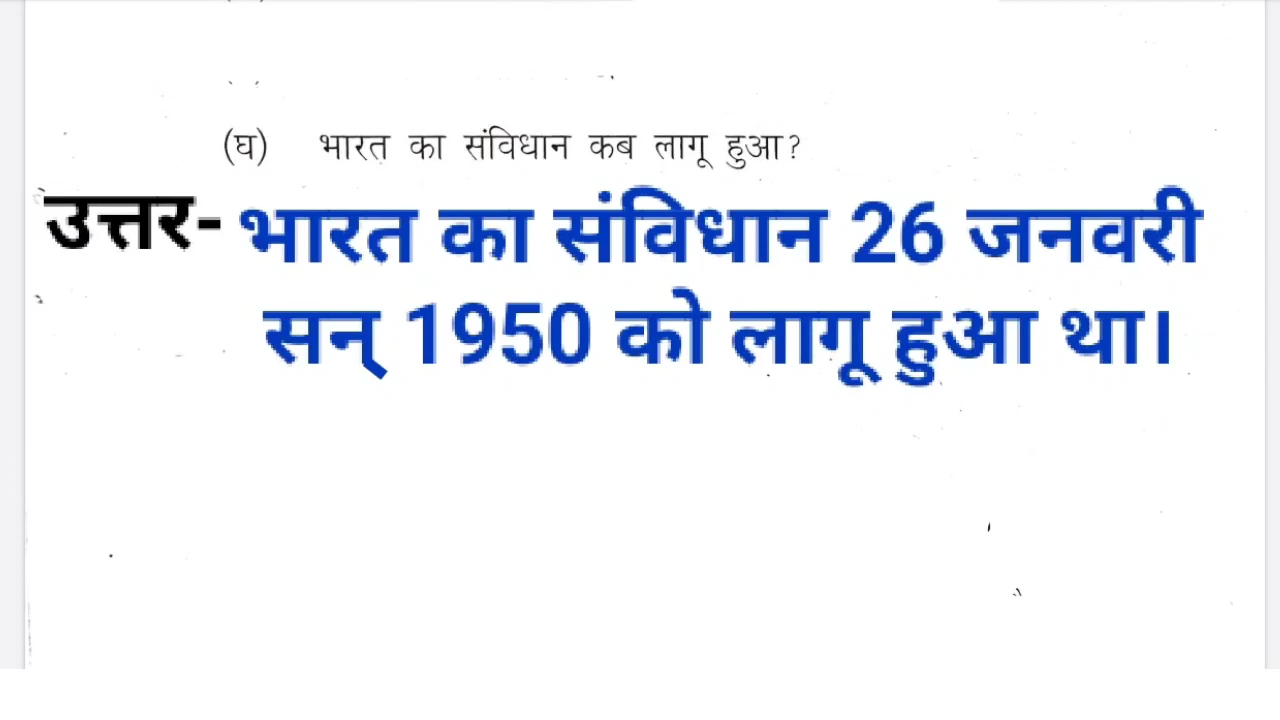 (घ) भारत का संविधान कब लागू हुआ?
उत्तर- भारत का संविधान 26 जनवरी
सन् 1950 को लागू हुआ था।